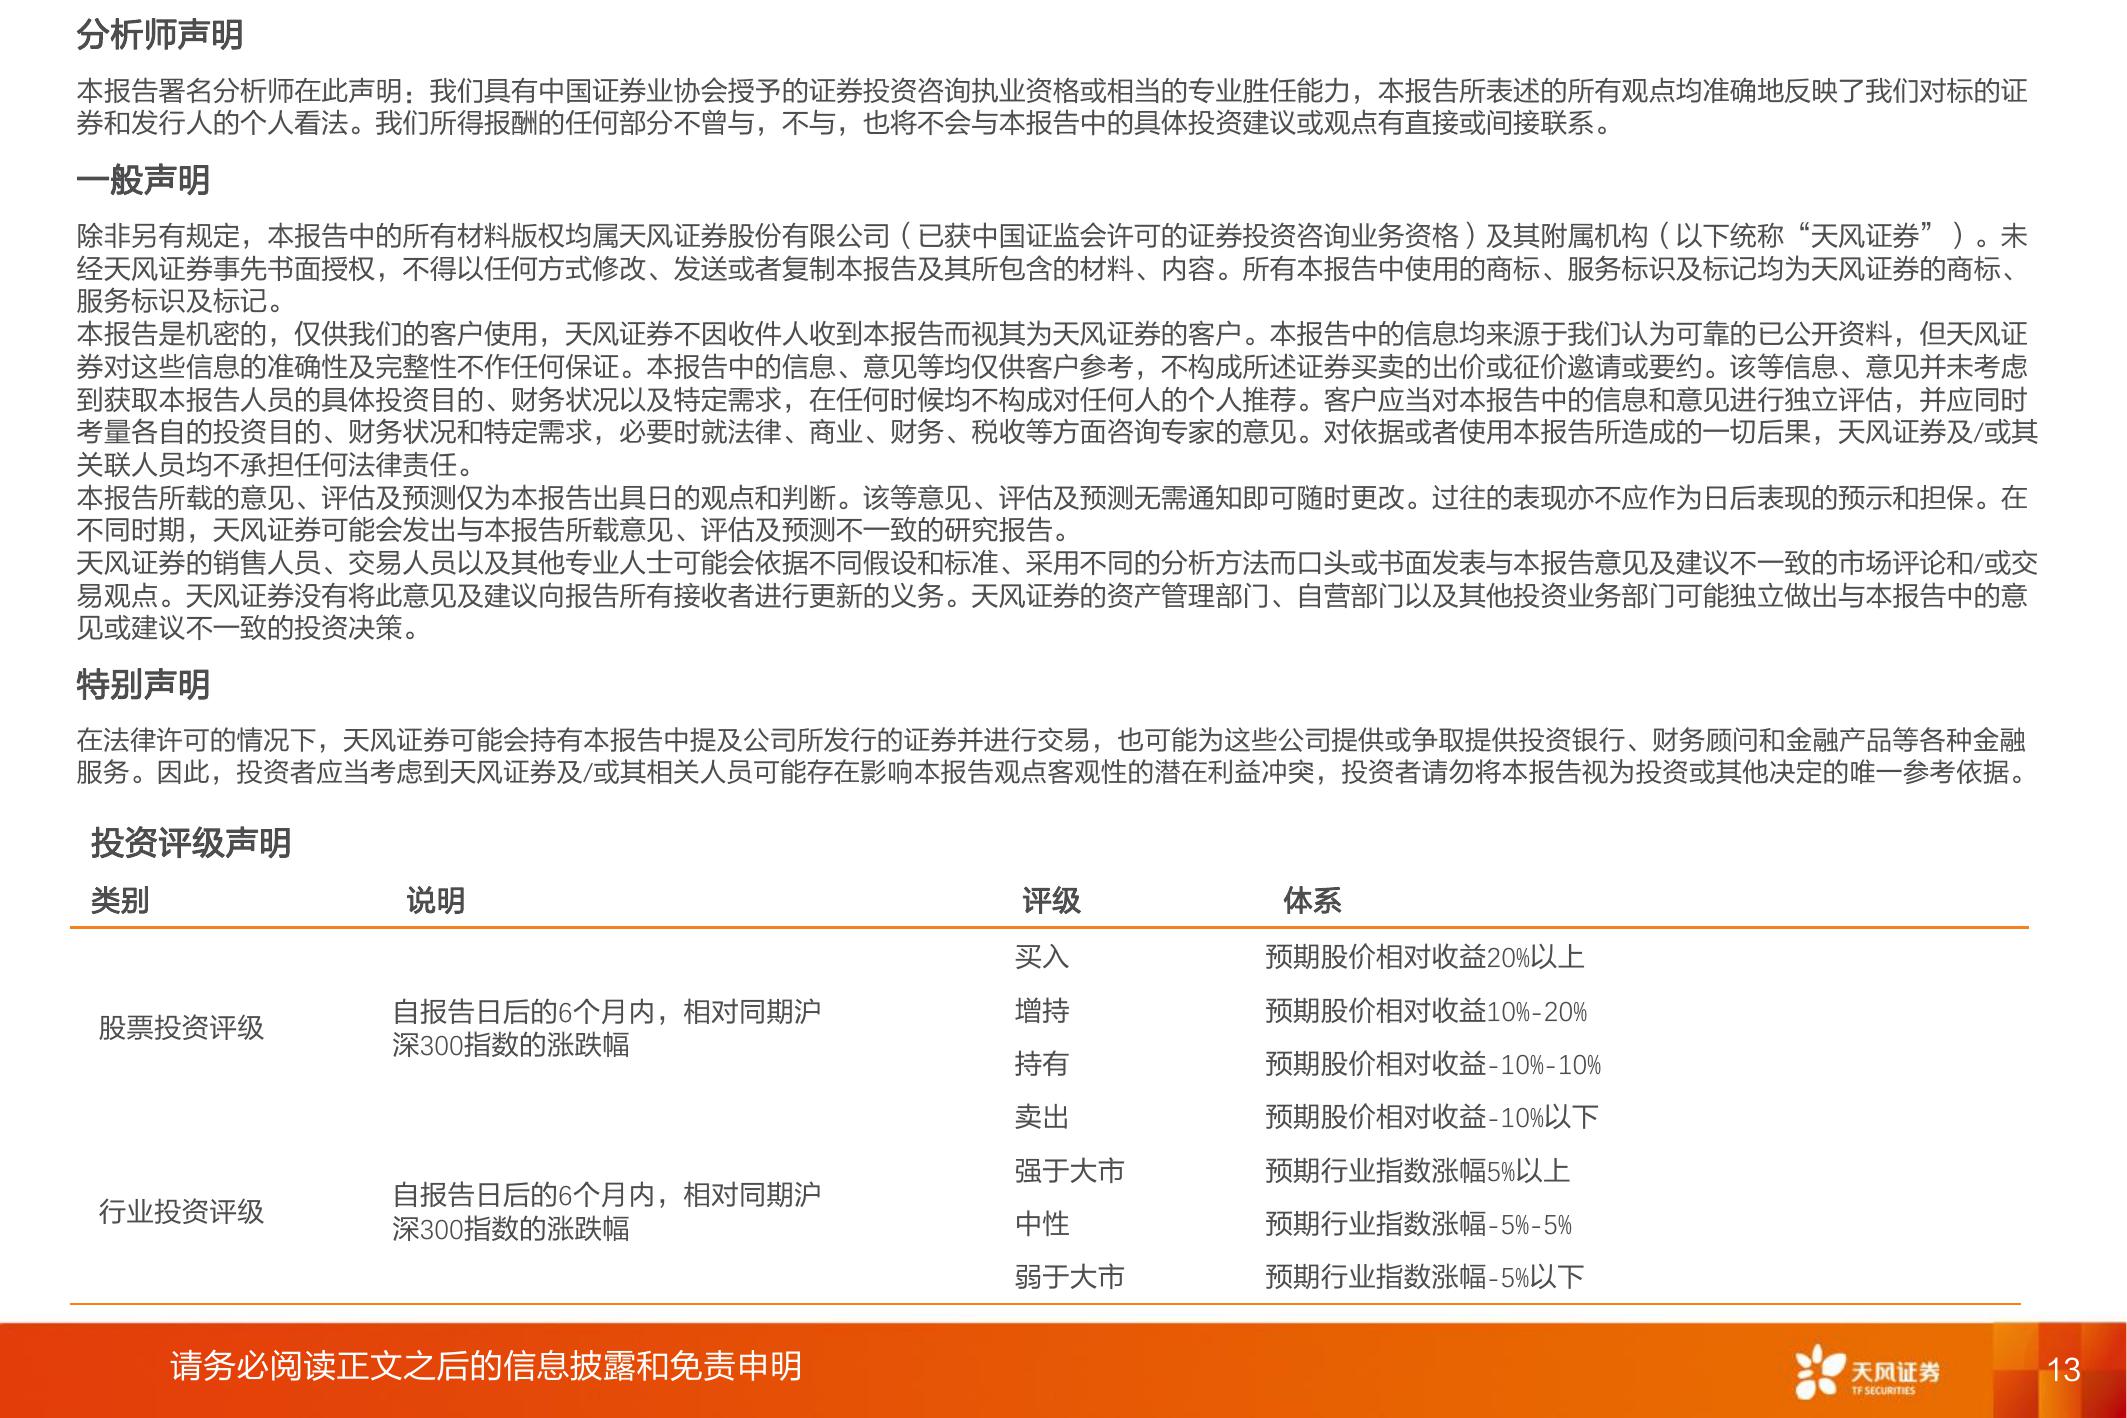 分析师声明
本报告署名分析师在此声明：我们具有中国证券业协会授予的证券投资咨询执业资格或相当的专业胜任能力，本报告所表述的所有观点均准确地反映了我们对标的证
券和发行人的个人看法。我们所得报酬的任何部分不曾与，不与，也将不会与本报告中的具体投资建议或观点有直接或间接联系。
一般声明
除非另有规定，本报告中的所有材料版权均属天风证券股份有限公司（已获中国证监会许可的证券投资咨询业务资格）及其附属机构（以下统称“天风证券”）。未
经天风证券事先书面授权，不得以任何方式修改、发送或者复制本报告及其所包含的材料、内容。所有本报告中使用的商标、服务标识及标记均为天风证券的商标、
服务标识及标记。
本报告是机密的，仅供我们的客户使用，天风证券不因收件人收到本报告而视其为天风证券的客户。本报告中的信息均来源于我们认为可靠的已公开资料，但天风证
券对这些信息的准确性及完整性不作任何保证。本报告中的信息、意见等均仅供客户参考，不构成所述证券买卖的出价或征价邀请或要约。该等信息、意见并未考虑
到获取本报告人员的具体投资目的、财务状况以及特定需求，在任何时候均不构成对任何人的个人推荐。客户应当对本报告中的信息和意见进行独立评估，并应同时
考量各自的投资目的、财务状况和特定需求，必要时就法律、商业、财务、税收等方面咨询专家的意见。对依据或者使用本报告所造成的一切后果，天风证券及/或其
关联人员均不承担任何法律责任。
本报告所载的意见、评估及预测仅为本报告出具日的观点和判断。该等意见、评估及预测无需通知即可随时更改。过往的表现亦不应作为日后表现的预示和担保。在
不同时期，天风证券可能会发出与本报告所载意见、评估及预测不一致的研究报告。
天风证券的销售人员、交易人员以及其他专业人士可能会依据不同假设和标准、采用不同的分析方法而口头或书面发表与本报告意见及建议不一致的市场评论和/或交
易观点。天风证券没有将此意见及建议向报告所有接收者进行更新的义务。天风证券的资产管理部门、自营部门以及其他投资业务部门可能独立做出与本报告中的意
见或建议不一致的投资决策。
特别声明
在法律许可的情况下，天风证券可能会持有本报告中提及公司所发行的证券并进行交易，也可能为这些公司提供或争取提供投资银行、财务顾问和金融产品等各种金融
服务。因此，投资者应当考虑到天风证券及/或其相关人员可能存在影响本报告观点客观性的潜在利益冲突，投资者请勿将本报告视为投资或其他决定的唯一参考依据。
投资评级声明
类别 说明 评级 体系
股票投资评级
自报告日后的6个月内，相对同期沪
深300指数的涨跌幅
买入 预期股价相对收益20%以上
增持 预期股价相对收益10%-20%
持有 预期股价相对收益-10%-10%
卖出 预期股价相对收益-10%以下
行业投资评级
自报告日后的6个月内，相对同期沪
深300指数的涨跌幅
强于大市 预期行业指数涨幅5%以上
中性 预期行业指数涨幅-5%-5%
弱于大市 预期行业指数涨幅-5%以下
请务必阅读正文之后的信息披露和免责申明
天风证券
TF SECURITIES
13